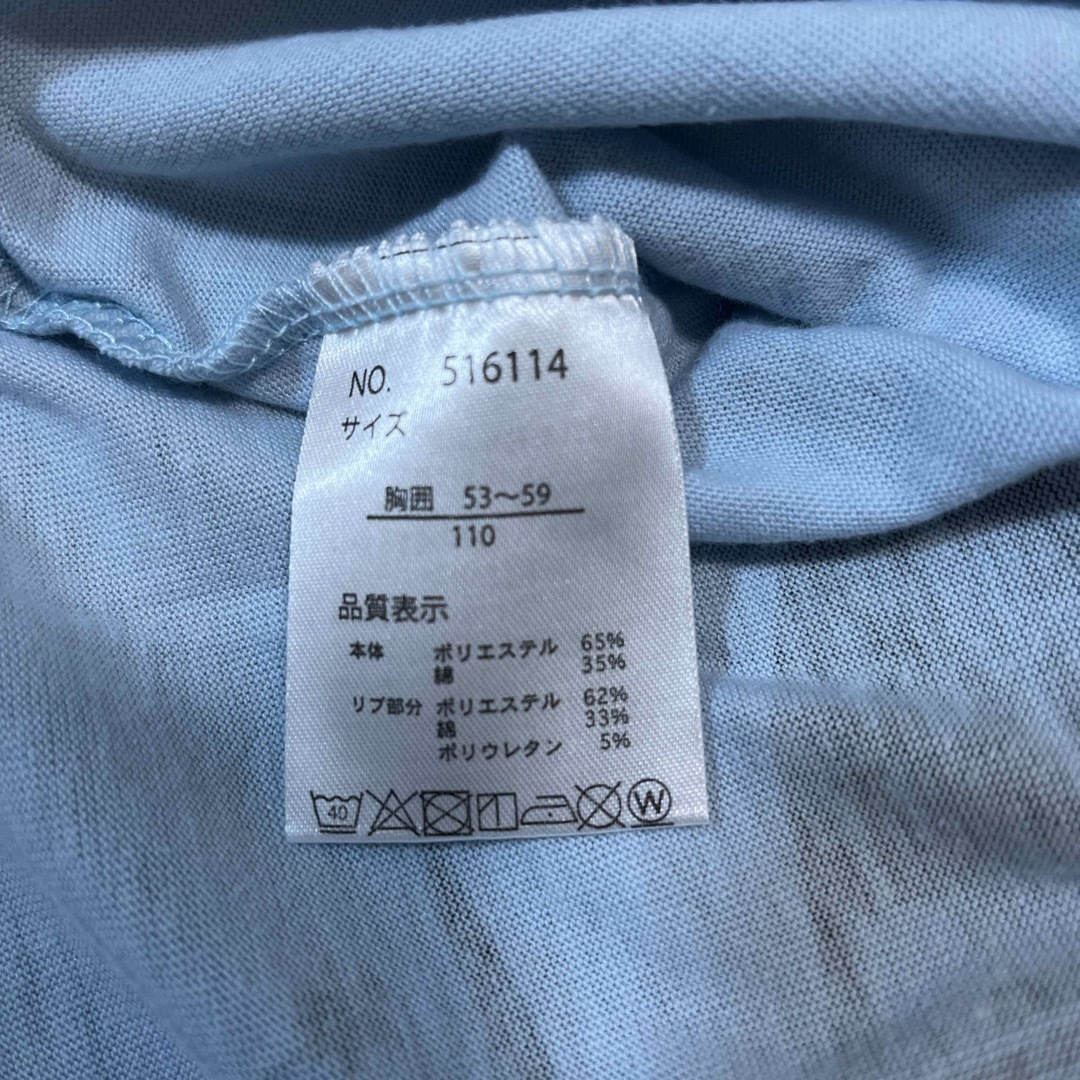 NO. 516114
サイズ
胸囲 53〜59
110
品質表示
本体 ポリエステル 65%
綿 35%
リブ部分 ポリエステル 62%
綿 33%
ポリウレタン 5%
40 W